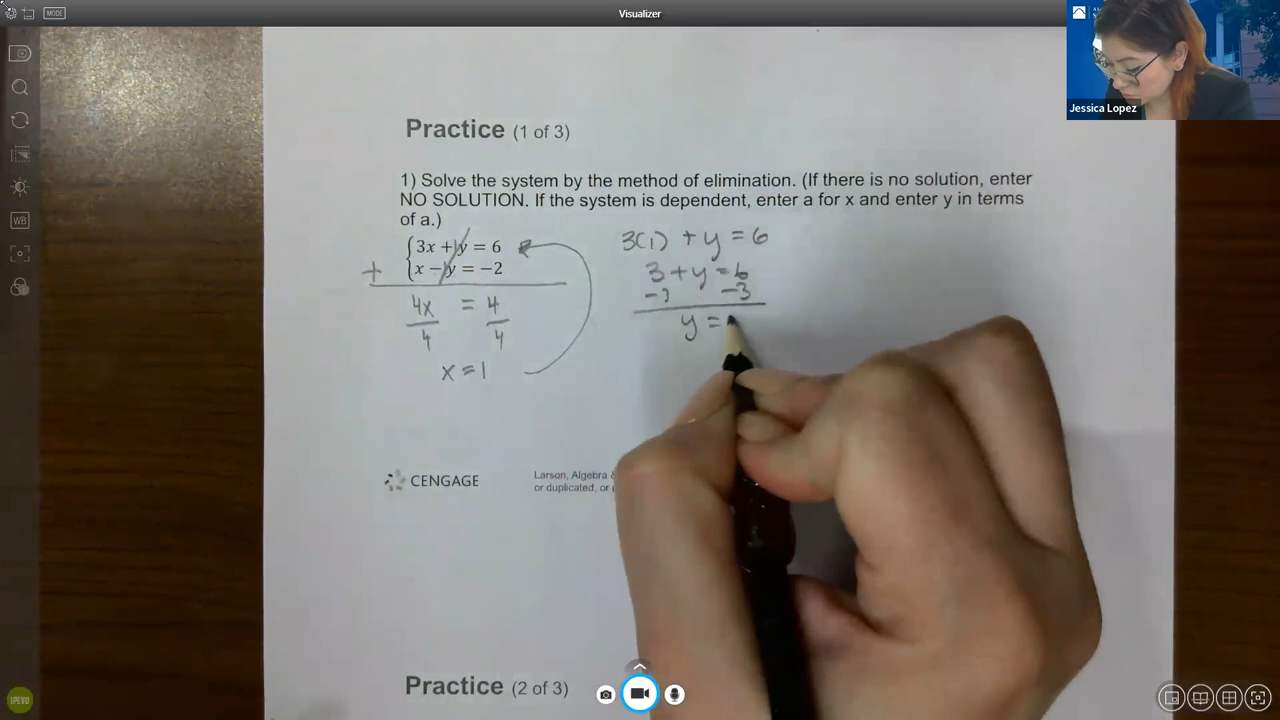 MODE
Visualizer
Jessica Lopez
WB
Practice (1 of 3)
1) Solve the system by the method of elimination. (If there is no solution, enter
NO SOLUTION. If the system is dependent, enter a for x and enter y in terms
of a.)
3x + y = 6
x − y = −2
+
4x = 4
4 4
x = 1
3(1) + y = 6
3 + y = 6
−3 −3
y =
CENGAGE
Larson, Algebra &
or duplicated, or
Practice (2 of 3)
IPEVO